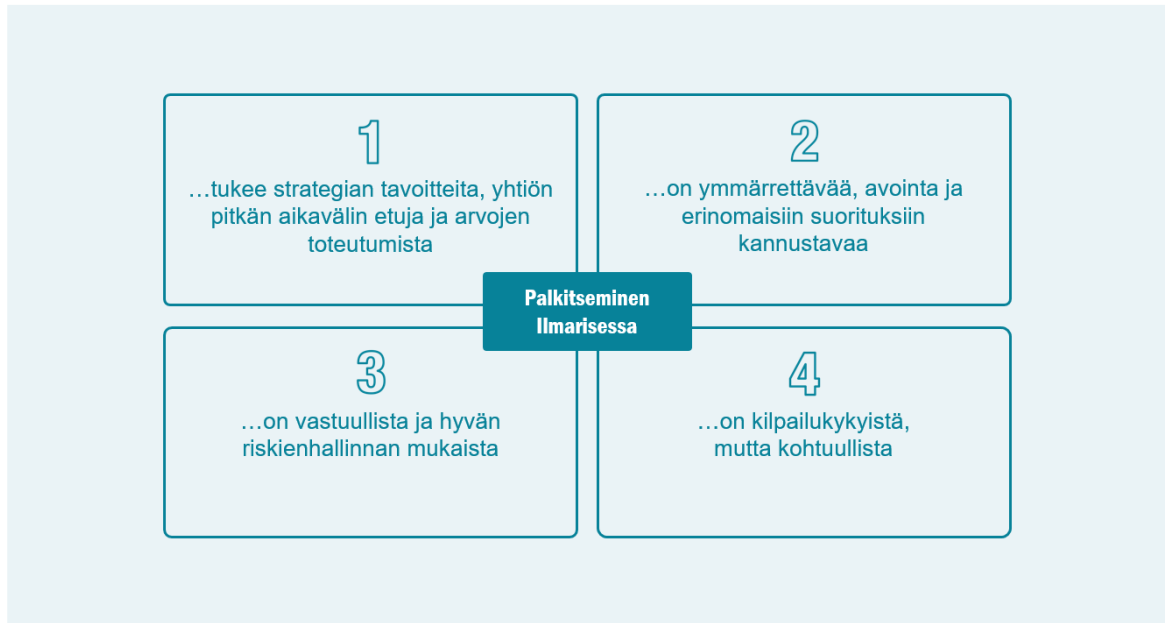 1
…tukee strategian tavoitteita, yhtiön
pitkän aikavälin etuja ja arvojen
toteutumista
2
…on ymmärrettävää, avointa ja
erinomaisiin suorituksiin
kannustavaa
Palkitseminen
Ilmarisessa
3
…on vastuullista ja hyvän
riskienhallinnan mukaista
4
…on kilpailukykyistä,
mutta kohtuullista